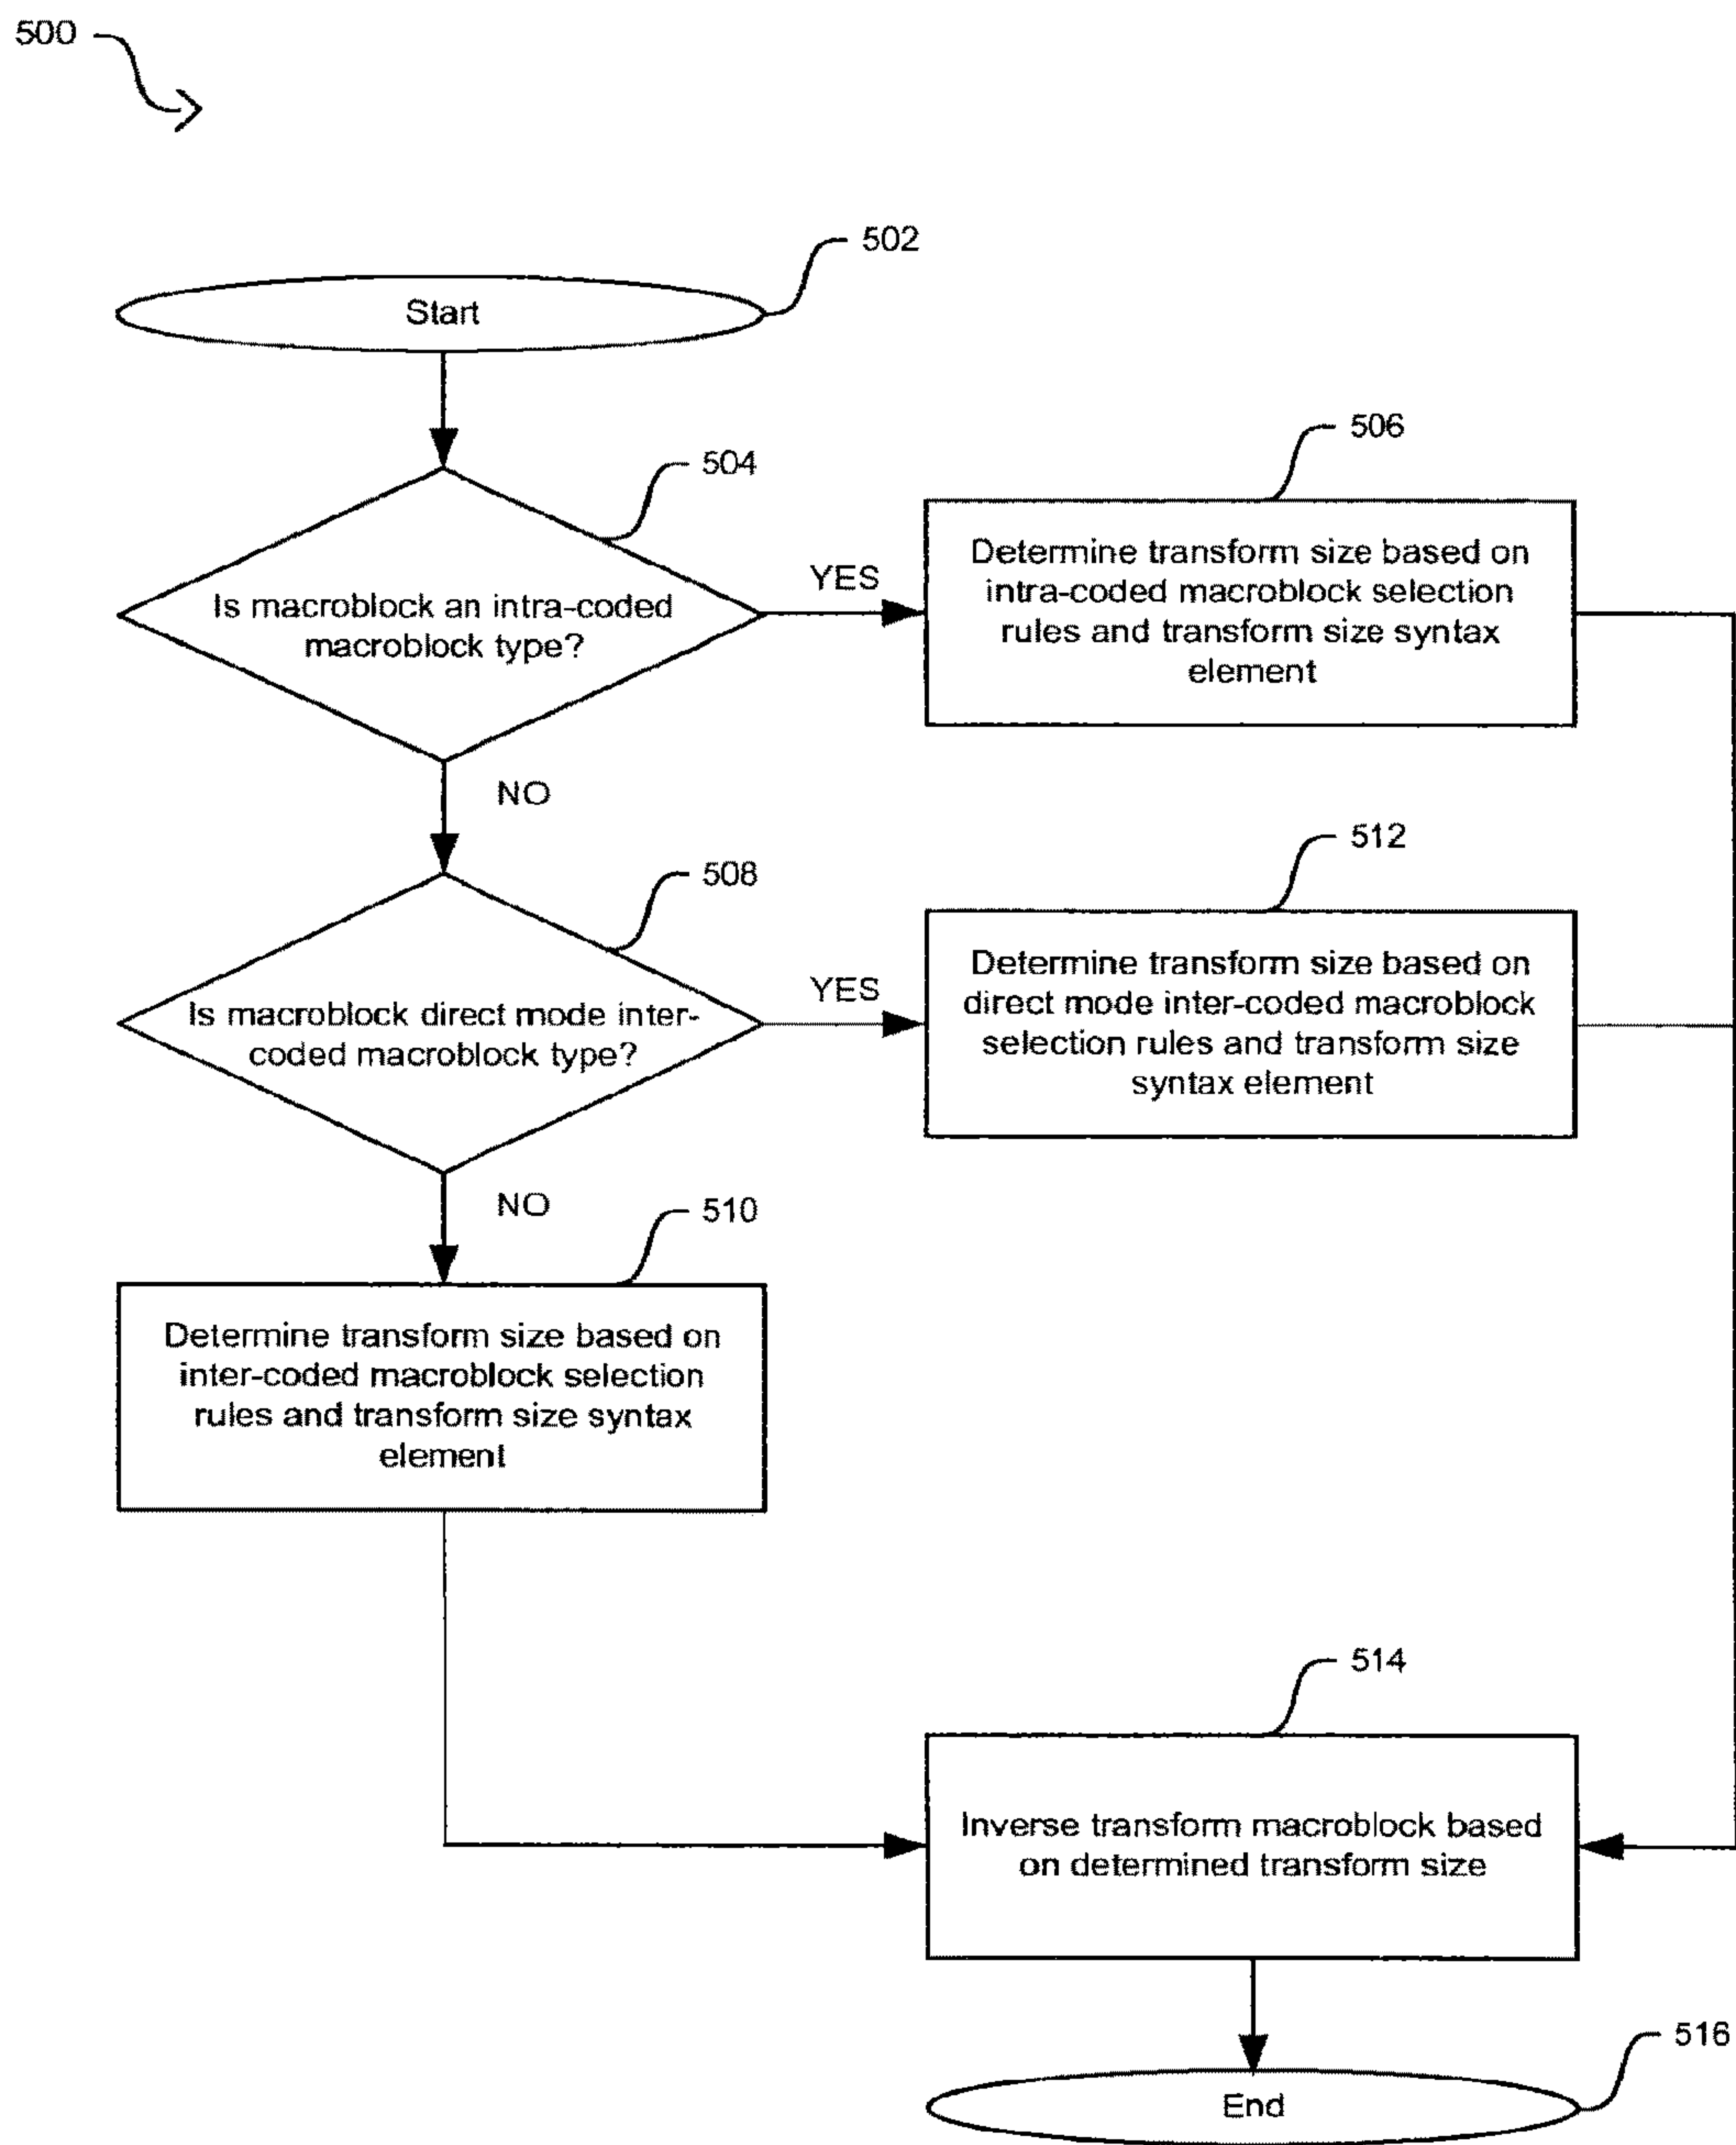 500
502
Start
504
506
Is macroblock an intra-coded
macroblock type?
YES
Determine transform size based on
intra-coded macroblock selection
rules and transform size syntax
element
NO
508
512
Is macroblock direct mode inter-
coded macroblock type?
YES
Determine transform size based on
direct mode inter-coded macroblock
selection rules and transform size
syntax element
NO
510
Determine transform size based on
inter-coded macroblock selection
rules and transform size syntax
element
514
Inverse transform macroblock based
on determined transform size
516
End